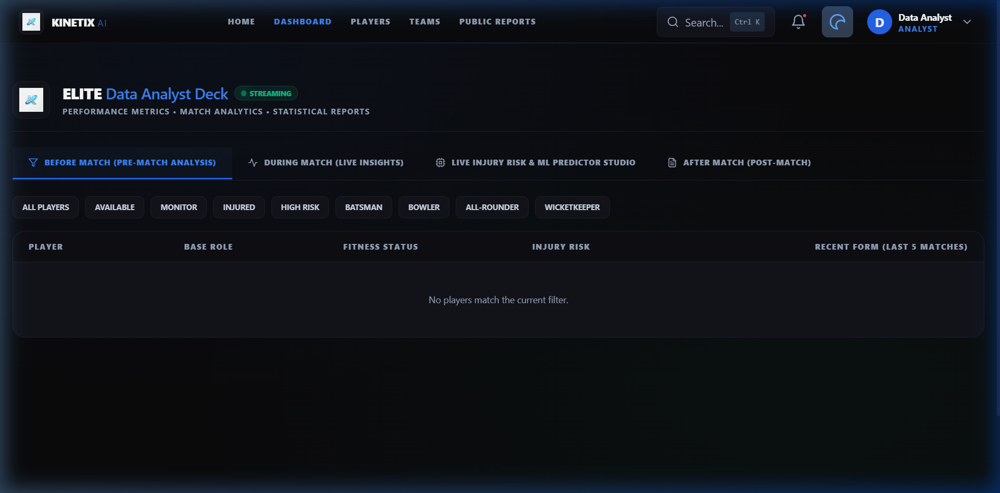 KINETIX AI
HOME DASHBOARD PLAYERS TEAMS PUBLIC REPORTS
Search... Ctrl K
D
Data Analyst
ANALYST
ELITE Data Analyst Deck STREAMING
PERFORMANCE METRICS • MATCH ANALYTICS • STATISTICAL REPORTS
BEFORE MATCH (PRE-MATCH ANALYSIS) DURING MATCH (LIVE INSIGHTS) LIVE INJURY RISK & ML PREDICTOR STUDIO AFTER MATCH (POST-MATCH)
ALL PLAYERS AVAILABLE MONITOR INJURED HIGH RISK BATSMAN BOWLER ALL-ROUNDER WICKETKEEPER
PLAYER BASE ROLE FITNESS STATUS INJURY RISK RECENT FORM (LAST 5 MATCHES)
No players match the current filter.